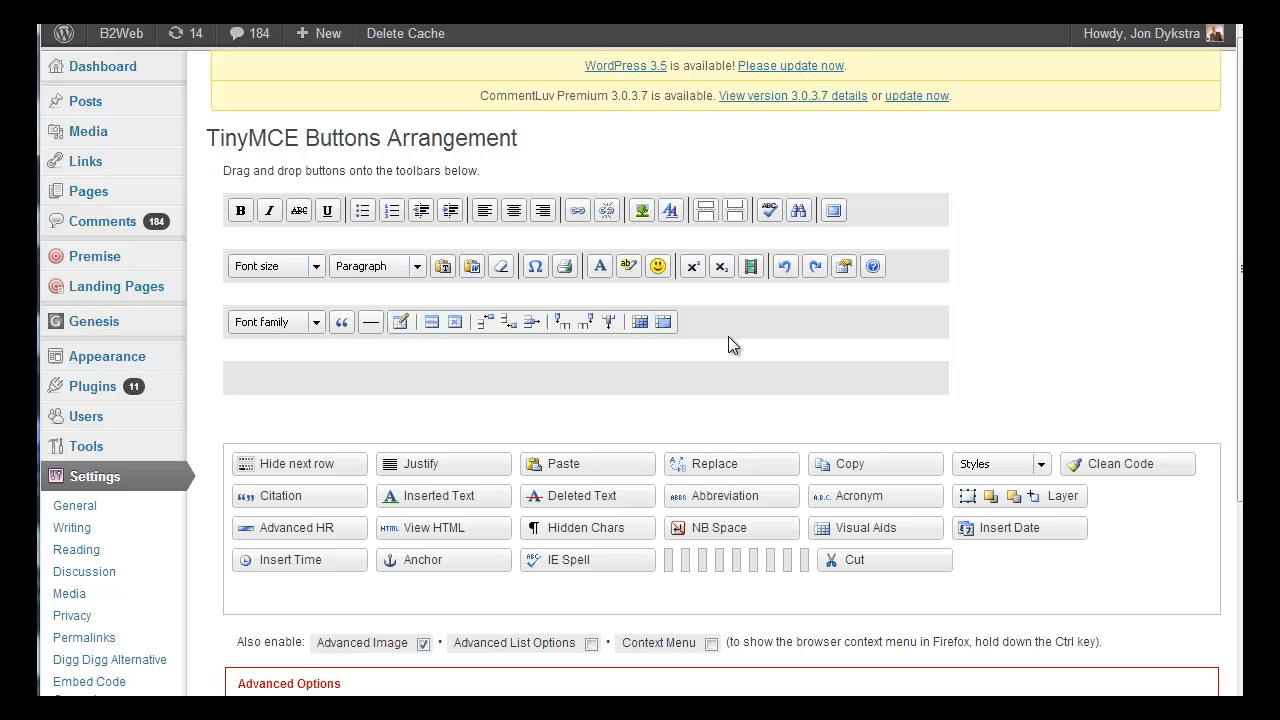 B2Web 14 184 New Delete Cache Howdy, Jon Dykstra
Dashboard
Posts
Media
Links
Pages
Comments 184
Premise
Landing Pages
Genesis
Appearance
Plugins 11
Users
Tools
Settings
General
Writing
Reading
Discussion
Media
Privacy
Permalinks
Digg Digg Alternative
Embed Code
WordPress 3.5 is available! Please update now.
CommentLuv Premium 3.0.3.7 is available. View version 3.0.3.7 details or update now.
TinyMCE Buttons Arrangement
Drag and drop buttons onto the toolbars below.
B I ABC U ABC
Font size Paragraph
Font family
Hide next row Justify Paste Replace Copy Styles Clean Code
Citation Inserted Text Deleted Text ABBR Abbreviation A.B.C. Acronym Layer
Advanced HR HTML View HTML Hidden Chars NB Space Visual Aids Insert Date
Insert Time Anchor ABC IE Spell Cut
Also enable: Advanced Image • Advanced List Options • Context Menu (to show the browser context menu in Firefox, hold down the Ctrl key).
Advanced Options